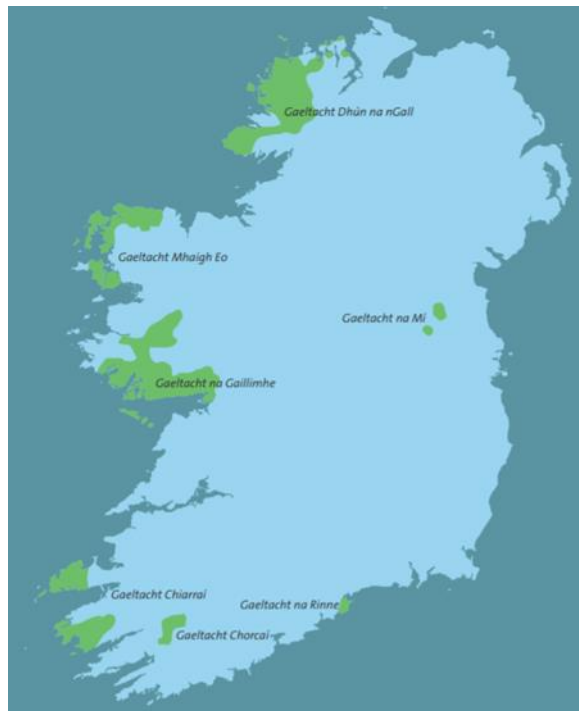 Gaeltacht Dhún na nGall
Gaeltacht Mhaigh Eo
Gaeltacht na Mí
Gaeltacht na Gaillimhe
Gaeltacht Chiarraí
Gaeltacht na Rinne
Gaeltacht Chorcaí